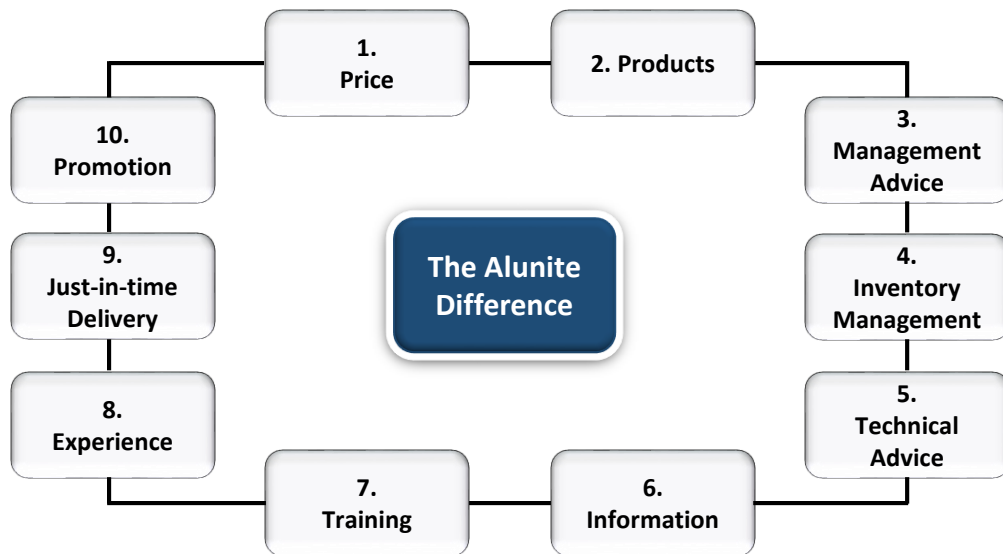 1.
Price
2. Products
3.
Management
Advice
4.
Inventory
Management
5.
Technical
Advice
6.
Information
7.
Training
8.
Experience
9.
Just-in-time
Delivery
10.
Promotion
The Alunite
Difference